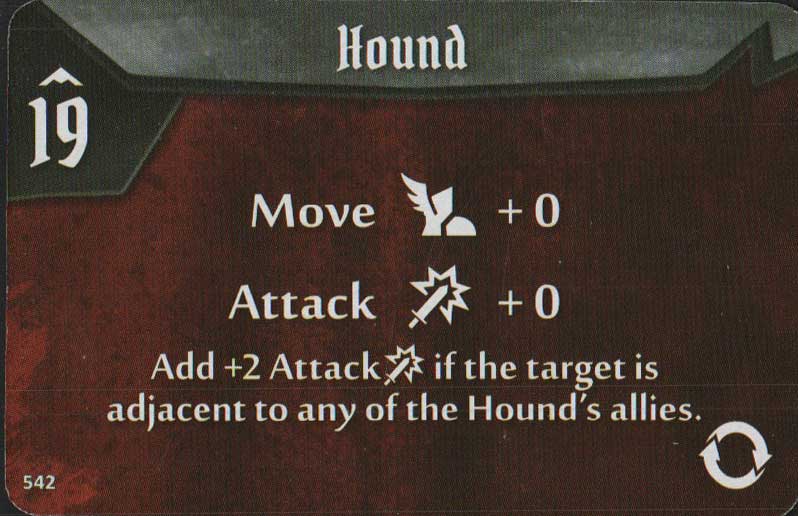 Hound
19
Move + 0
Attack + 0
Add +2 Attack if the target is
adjacent to any of the Hound's allies.
542